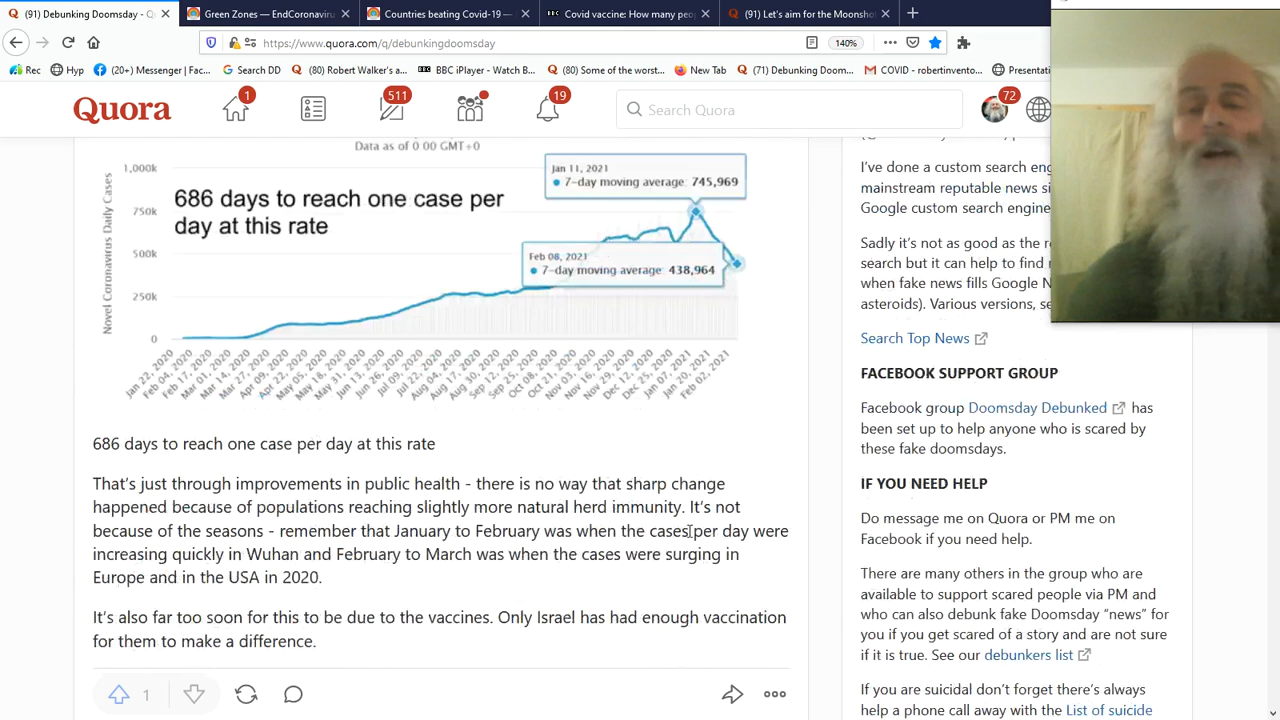 (91) Debunking Doomsday - Q
Green Zones — EndCoronaviru
Countries beating Covid-19 —
Covid vaccine: How many peo
(91) Let's aim for the Moonshot
https://www.quora.com/q/debunkingdoomsday
140%
Rec
Hyp
(20+) Messenger | Fac...
Search DD
(80) Robert Walker's a...
BBC iPlayer - Watch B...
(80) Some of the worst...
New Tab
(71) Debunking Doom...
COVID - robertinvento...
Presentati
Quora
1
511
19
Search Quora
72
Data as of 0 00 GMT+0
Novel Coronavirus Daily Cases
1,000k
750k
500k
250k
0
686 days to reach one case per
day at this rate
Jan 11, 2021
7-day moving average: 745,969
Feb 08, 2021
7-day moving average: 438,964
Jan 22, 2020
Feb 04, 2020
Feb 17, 2020
Mar 01, 2020
Mar 14, 2020
Mar 27, 2020
Apr 09, 2020
Apr 22, 2020
May 05, 2020
May 18, 2020
May 31, 2020
Jun 13, 2020
Jun 26, 2020
Jul 09, 2020
Jul 22, 2020
Aug 04, 2020
Aug 17, 2020
Aug 30, 2020
Sep 12, 2020
Sep 25, 2020
Oct 08, 2020
Oct 21, 2020
Nov 03, 2020
Nov 16, 2020
Nov 29, 2020
Dec 12, 2020
Dec 25, 2020
Jan 07, 2021
Jan 20, 2021
Feb 02, 2021
686 days to reach one case per day at this rate
That's just through improvements in public health - there is no way that sharp change
happened because of populations reaching slightly more natural herd immunity. It's not
because of the seasons - remember that January to February was when the cases per day were
increasing quickly in Wuhan and February to March was when the cases were surging in
Europe and in the USA in 2020.
It's also far too soon for this to be due to the vaccines. Only Israel has had enough vaccination
for them to make a difference.
1
I've done a custom search eng
mainstream reputable news si
Google custom search engine
Sadly it's not as good as the re
search but it can help to find r
when fake news fills Google N
asteroids). Various versions, se
Search Top News
FACEBOOK SUPPORT GROUP
Facebook group Doomsday Debunked has
been set up to help anyone who is scared by
these fake doomsdays.
IF YOU NEED HELP
Do message me on Quora or PM me on
Facebook if you need help.
There are many others in the group who are
available to support scared people via PM and
who can also debunk fake Doomsday "news" for
you if you get scared of a story and are not sure
if it is true. See our debunkers list
If you are suicidal don't forget there's always
help a phone call away with the List of suicide